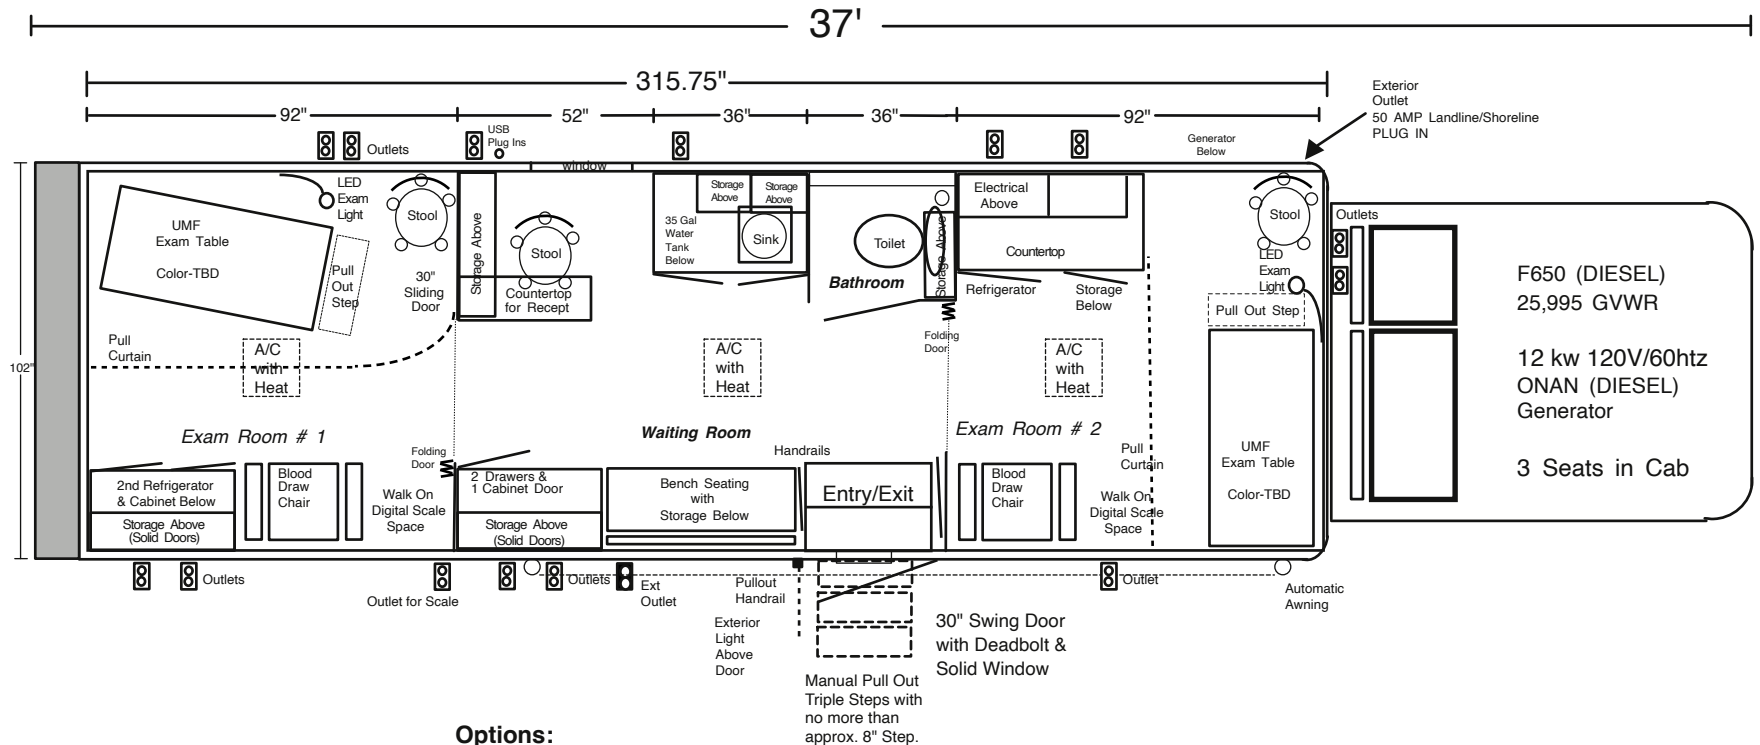 37'
315.75"
92"
52"
36"
36"
92"
Exterior
Outlet
50 AMP Landline/Shoreline
PLUG IN
Outlets
USB
Plug Ins
window
Generator
Below
102"
UMF
Exam Table
Color-TBD
Pull
Out
Step
LED
Exam
Light
Stool
30"
Sliding
Door
Pull
Curtain
A/C
with
Heat
Exam Room # 1
Storage Above
Stool
Countertop
for Recept
35 Gal
Water
Tank
Below
Storage
Above
Storage
Above
Sink
Toilet
Storage Above
Bathroom
Folding
Door
A/C
with
Heat
Waiting Room
Electrical
Above
Countertop
Refrigerator
Storage
Below
A/C
with
Heat
Exam Room # 2
Stool
LED
Exam
Light
Pull Out Step
UMF
Exam Table
Color-TBD
Pull
Curtain
Outlets
F650 (DIESEL)
25,995 GVWR
12 kw 120V/60htz
ONAN (DIESEL)
Generator
3 Seats in Cab
2nd Refrigerator
& Cabinet Below
Storage Above
(Solid Doors)
Blood
Draw
Chair
Walk On
Digital Scale
Space
Folding
Door
2 Drawers &
1 Cabinet Door
Storage Above
(Solid Doors)
Bench Seating
with
Storage Below
Handrails
Entry/Exit
Blood
Draw
Chair
Walk On
Digital Scale
Space
Outlets
Outlet for Scale
Outlets
Ext
Outlet
Pullout
Handrail
Exterior
Light
Above
Door
Outlet
Automatic
Awning
30" Swing Door
with Deadbolt &
Solid Window
Manual Pull Out
Triple Steps with
no more than
approx. 8" Step.
Options: